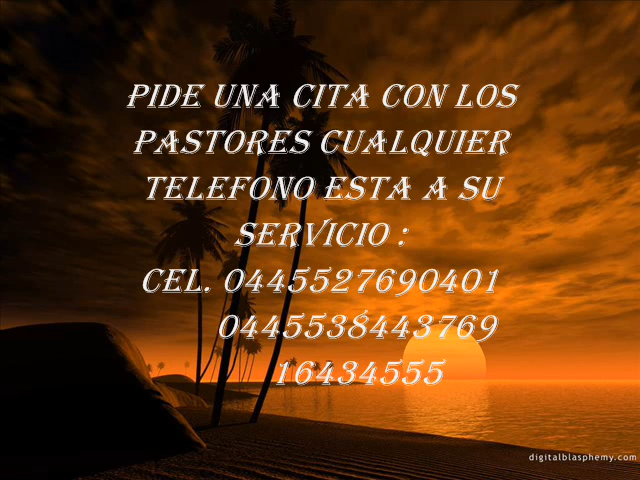 PIDE UNA CITA CON LOS
PASTORES CUALQUIER
TELEFONO ESTA A SU
SERVICIO :
CEL. 0445527690401
0445538443769
16434555
digitalblasphemy.com